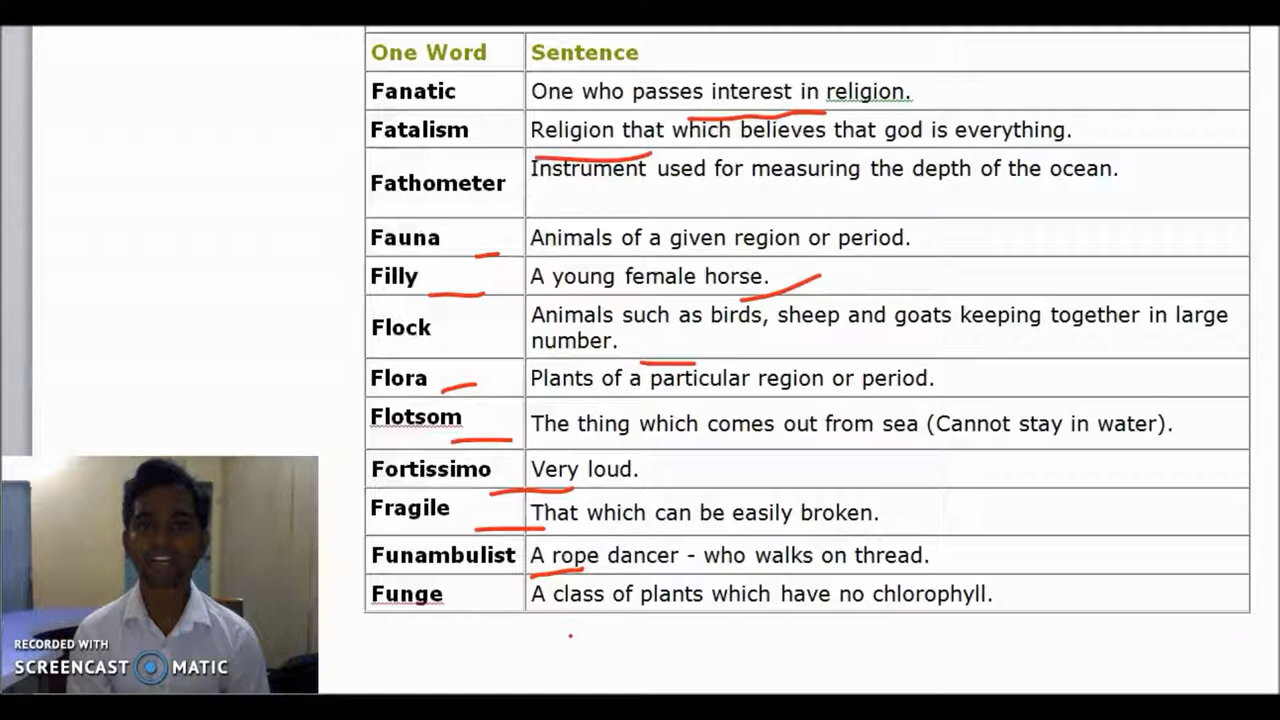 One Word Sentence
Fanatic One who passes interest in religion.
Fatalism Religion that which believes that god is everything.
Fathometer Instrument used for measuring the depth of the ocean.
Fauna Animals of a given region or period.
Filly A young female horse.
Flock Animals such as birds, sheep and goats keeping together in large
number.
Flora Plants of a particular region or period.
Flotsom The thing which comes out from sea (Cannot stay in water).
Fortissimo Very loud.
Fragile That which can be easily broken.
Funambulist A rope dancer - who walks on thread.
Funge A class of plants which have no chlorophyll.
RECORDED WITH
SCREENCAST MATIC